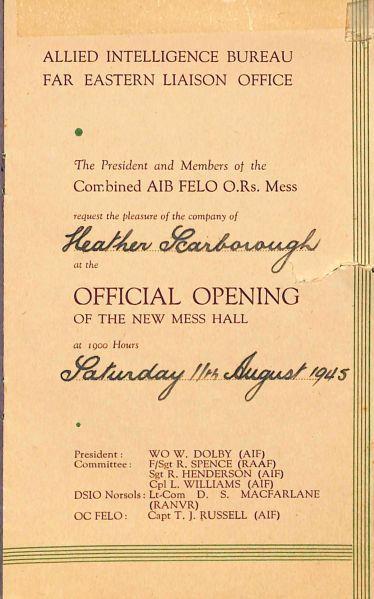 ALLIED INTELLIGENCE BUREAU
FAR EASTERN LIAISON OFFICE
The President and Members of the
Combined AIB FELO O.Rs. Mess
request the pleasure of the company of
Heather Scarborough
at the
OFFICIAL OPENING
OF THE NEW MESS HALL
at 1900 Hours
Saturday 11th August 1945
President: WO W. DOLBY (AIF)
Committee: F/Sgt R. SPENCE (RAAF)
Sgt R. HENDERSON (AIF)
Cpl L. WILLIAMS (AIF)
DSIO Norsols: Lt-Com D. S. MACFARLANE
(RANVR)
OC FELO: Capt T. J. RUSSELL (AIF)